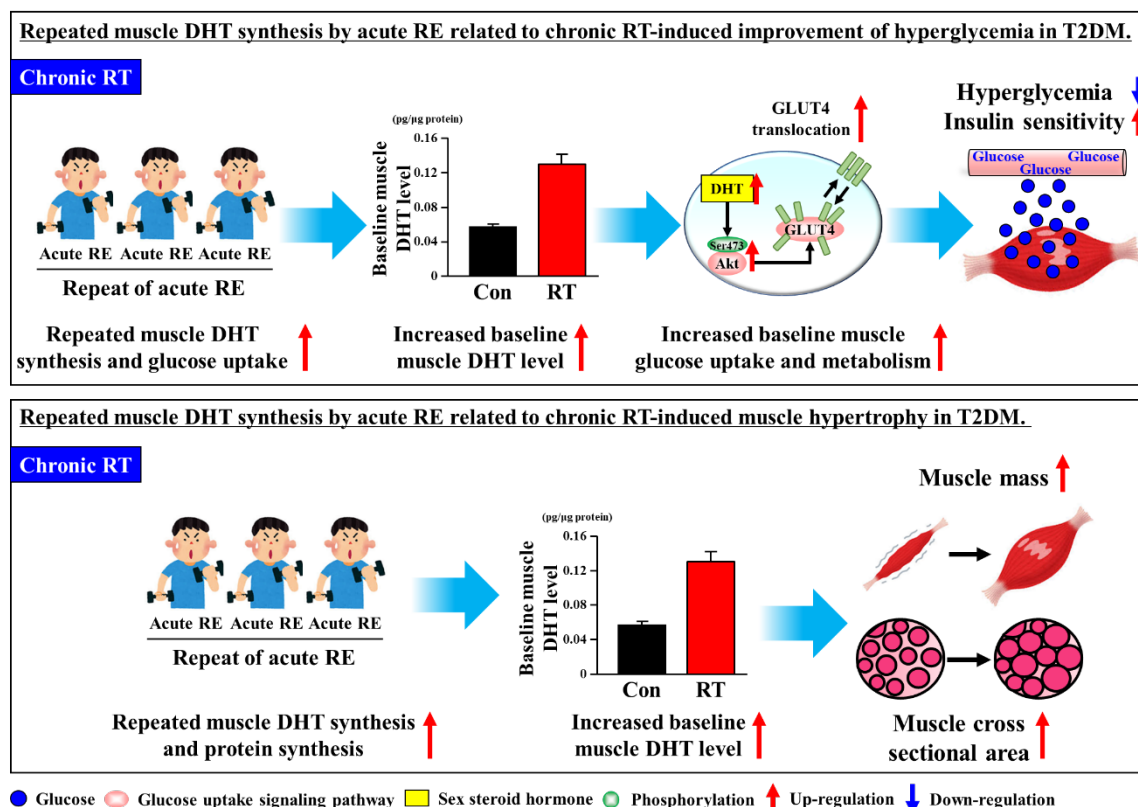 Repeated muscle DHT synthesis by acute RE related to chronic RT-induced improvement of hyperglycemia in T2DM.
Chronic RT
Acute RE Acute RE Acute RE
Repeat of acute RE
Repeated muscle DHT
synthesis and glucose uptake
(pg/μg protein)
Baseline muscle
DHT level
0.16
0.12
0.08
0.04
0
Con RT
Increased baseline
muscle DHT level
GLUT4
translocation
DHT
Ser473
Akt
GLUT4
Increased baseline muscle
glucose uptake and metabolism
Hyperglycemia
Insulin sensitivity
Glucose Glucose
Glucose
Repeated muscle DHT synthesis by acute RE related to chronic RT-induced muscle hypertrophy in T2DM.
Chronic RT
Acute RE Acute RE Acute RE
Repeat of acute RE
Repeated muscle DHT synthesis
and protein synthesis
(pg/μg protein)
Baseline muscle
DHT level
0.16
0.12
0.08
0.04
0
Con RT
Increased baseline
muscle DHT level
Muscle mass
Muscle cross
sectional area
Glucose Glucose uptake signaling pathway Sex steroid hormone Phosphorylation Up-regulation Down-regulation